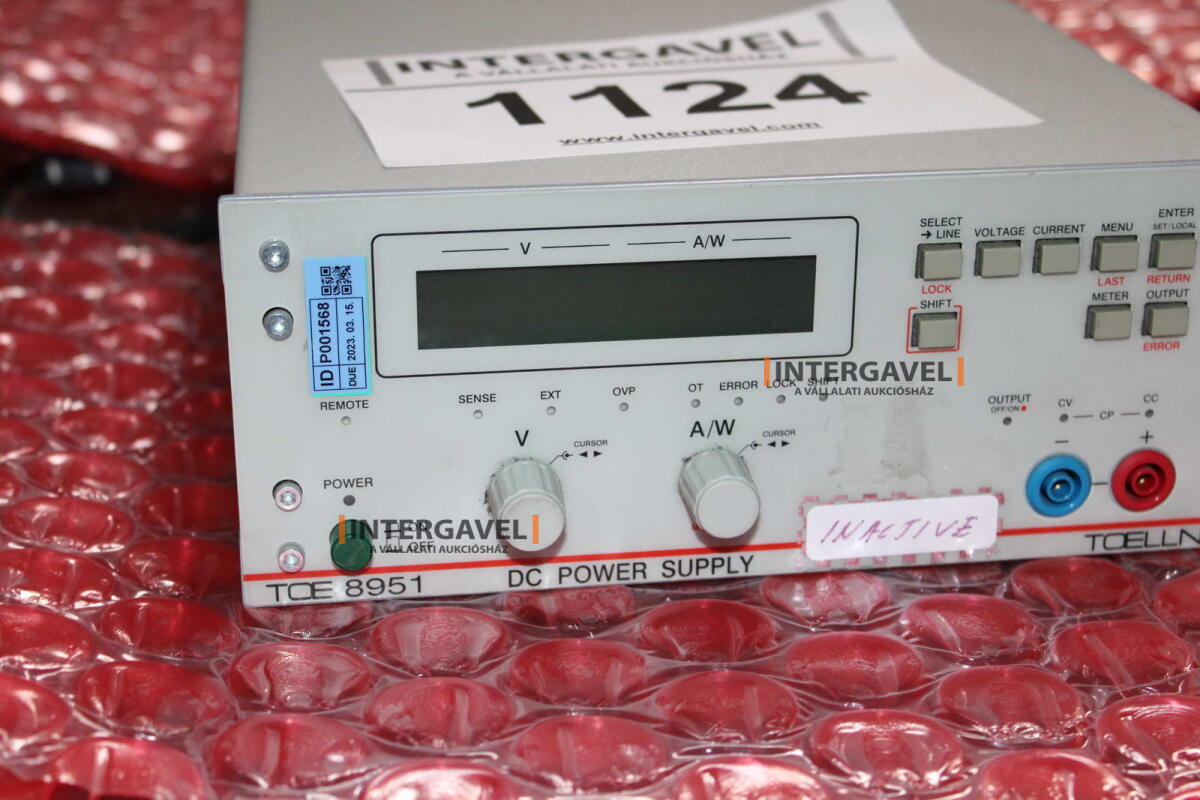 INTERGAVEL
A VÁLLALATI AUKCIÓSHÁZ
1124
www.intergavel.com
V
A/W
SELECT
→ LINE
LOCK
VOLTAGE
CURRENT
MENU
LAST
ENTER
SET/LOCAL
RETURN
SHIFT
METER
OUTPUT
ERROR
ID P001568
DUE 2023. 03. 15.
REMOTE
SENSE
EXT
OVP
OT
ERROR
LOCK
SHIFT
INTERGAVEL
A VÁLLALATI AUKCIÓSHÁZ
OUTPUT
OFF/ON
CV
CP
CC
V
CURSOR
◄ ►
A/W
CURSOR
◄ ►
−
+
POWER
ON
OFF
INTERGAVEL
A VÁLLALATI AUKCIÓSHÁZ
INACTIVE
TOE 8951
DC POWER SUPPLY
TOELLN